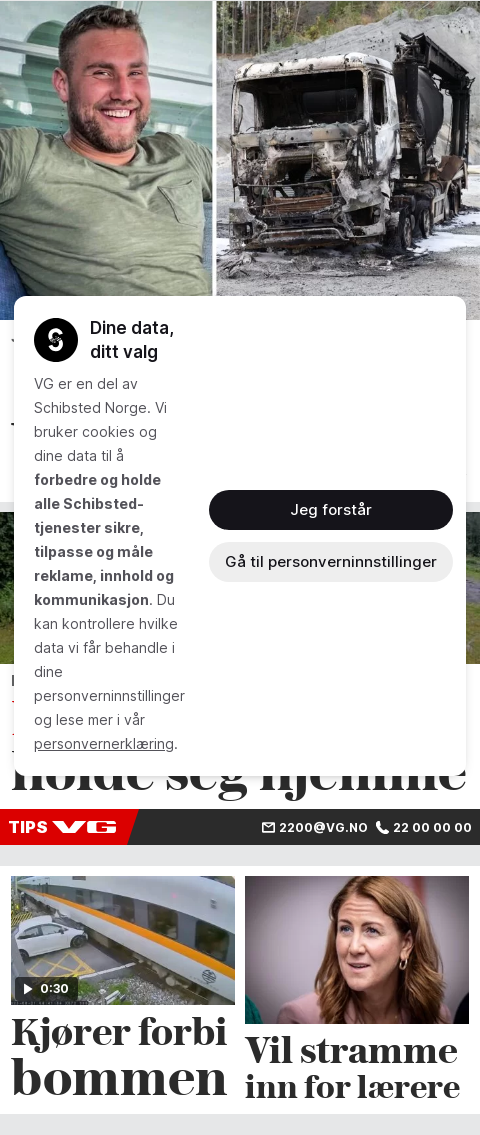 Dine data,
ditt valg
VG er en del av
Schibsted Norge. Vi
bruker cookies og
dine data til å
forbedre og holde
alle Schibsted-
tjenester sikre,
tilpasse og måle
reklame, innhold og
kommunikasjon. Du
kan kontrollere hvilke
data vi får behandle i
dine
personverninnstillinger
og lese mer i vår
personvernerklæring.
Jeg forstår
Gå til personverninnstillinger
holde seg hjemme
TIPS VG
2200@VG.NO
22 00 00 00
0:30
Kjører forbi
bommen
Vil stramme
inn for lærere